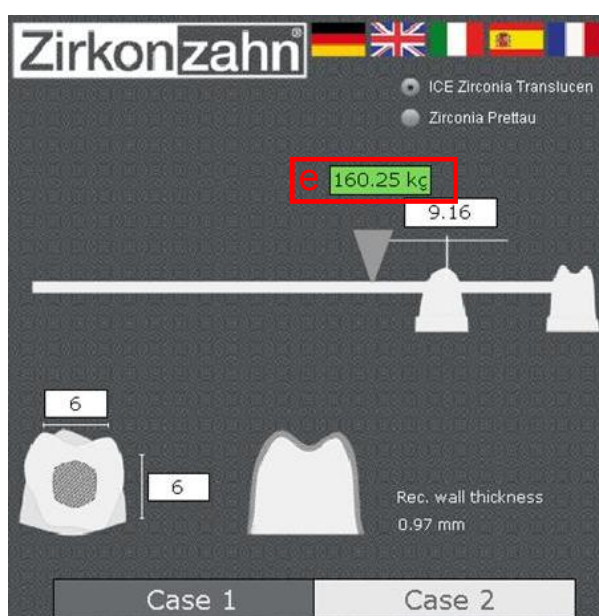 Zirkonzahn®
ICE Zirconia Translucen
Zirconia Prettau
e 160.25 kg
9.16
6
6
Rec. wall thickness
0.97 mm
Case 1 Case 2